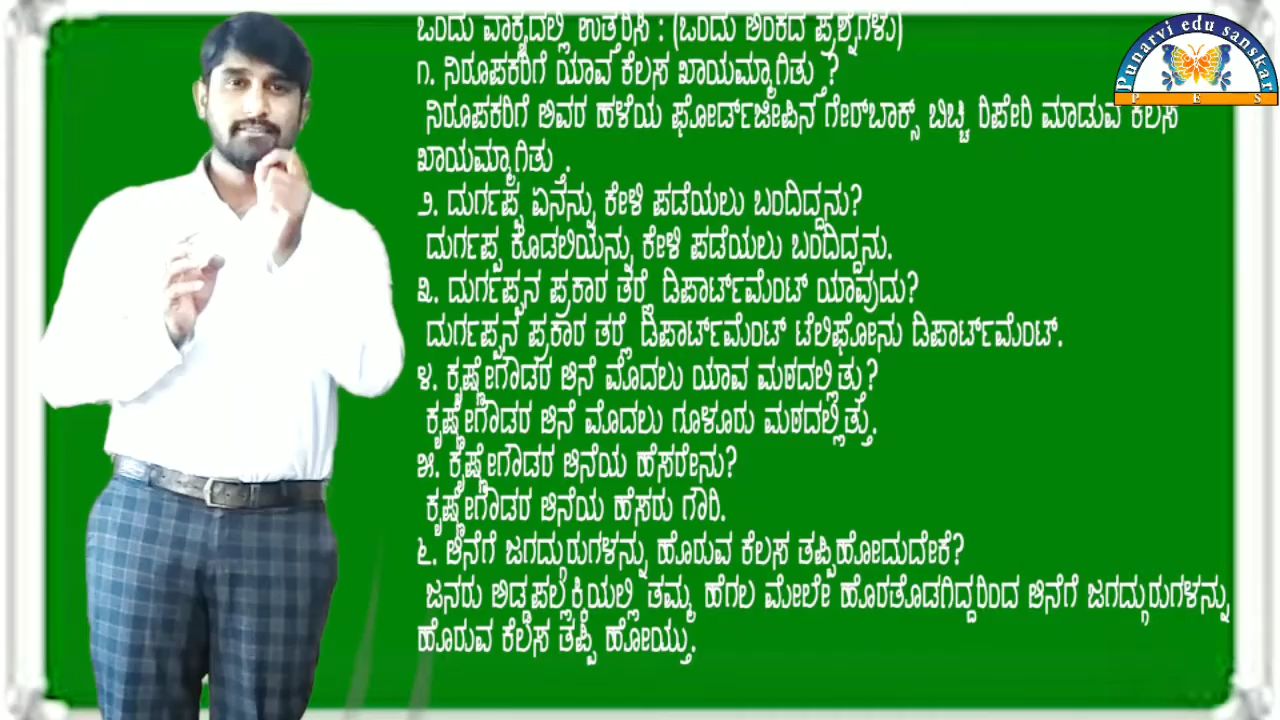 ಒಂದು ವಾಕ್ಯದಲ್ಲಿ ಉತ್ತರಿಸಿ : (ಒಂದು ಅಂಕದ ಪ್ರಶ್ನೆಗಳು)
೧. ನಿರೂಪಕರಿಗೆ ಯಾವ ಕೆಲಸ ಖಾಯಮ್ಮಾಗಿತ್ತು ?
ನಿರೂಪಕರಿಗೆ ಅವರ ಹಳೆಯ ಫೋರ್ಡ್‌ಜೀಪಿನ ಗೇರ್‌ಬಾಕ್ಸ್ ಬಿಚ್ಚಿ ರಿಪೇರಿ ಮಾಡುವ ಕೆಲಸ
ಖಾಯಮ್ಮಾಗಿತ್ತು .
೨. ದುರ್ಗಪ್ಪ ಏನನ್ನು ಕೇಳಿ ಪಡೆಯಲು ಬಂದಿದ್ದನು?
ದುರ್ಗಪ್ಪ ಕೊಡಲಿಯನ್ನು ಕೇಳಿ ಪಡೆಯಲು ಬಂದಿದ್ದನು.
೩. ದುರ್ಗಪ್ಪನ ಪ್ರಕಾರ ತರ್ಲೆ ಡಿಪಾರ್ಟ್‌ಮೆಂಟ್ ಯಾವುದು?
ದುರ್ಗಪ್ಪನ ಪ್ರಕಾರ ತರ್ಲೆ ಡಿಪಾರ್ಟ್‌ಮೆಂಟ್ ಟೆಲಿಫೋನು ಡಿಪಾರ್ಟ್‌ಮೆಂಟ್.
೪. ಕೃಷ್ಣೇಗೌಡರ ಆನೆ ಮೊದಲು ಯಾವ ಮಠದಲ್ಲಿತ್ತು?
ಕೃಷ್ಣೇಗೌಡರ ಆನೆ ಮೊದಲು ಗೂಳೂರು ಮಠದಲ್ಲಿತ್ತು.
೫. ಕೃಷ್ಣೇಗೌಡರ ಆನೆಯ ಹೆಸರೇನು?
ಕೃಷ್ಣೇಗೌಡರ ಆನೆಯ ಹೆಸರು ಗೌರಿ.
೬. ಆನೆಗೆ ಜಗದ್ಗುರುಗಳನ್ನು ಹೊರುವ ಕೆಲಸ ತಪ್ಪಿಹೋದುದೇಕೆ?
ಜನರು ಅಡ್ಡಪಲ್ಲಕ್ಕಿಯಲ್ಲಿ ತಮ್ಮ ಹೆಗಲ ಮೇಲೇ ಹೊರತೊಡಗಿದ್ದರಿಂದ ಆನೆಗೆ ಜಗದ್ಗುರುಗಳನ್ನು
ಹೊರುವ ಕೆಲಸ ತಪ್ಪಿ ಹೋಯ್ತು.
Punarvi edu sanskar
P E S